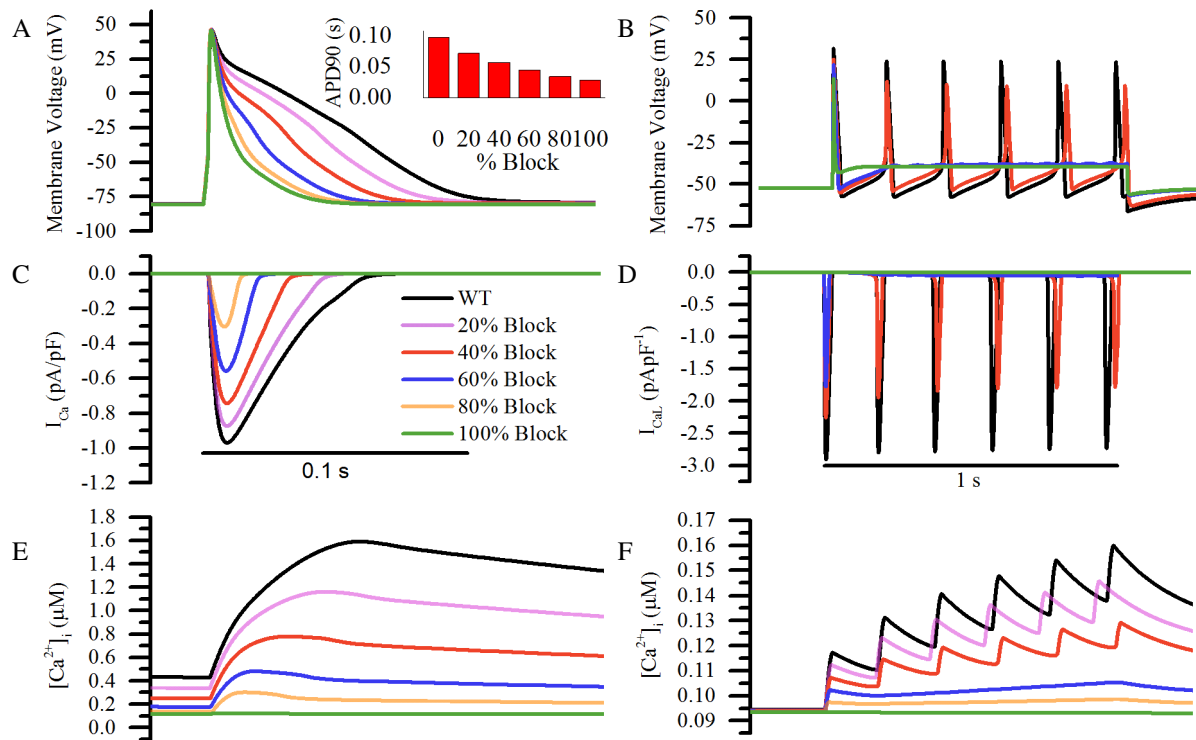 A
Membrane Voltage (mV)
50
25
0
-25
-50
-75
-100
APD90 (s)
0.10
0.05
0.00
0 20 40 60 80100
% Block
B
Membrane Voltage (mV)
50
25
0
-25
-50
-75
C
I_Ca (pA/pF)
0.0
-0.2
-0.4
-0.6
-0.8
-1.0
-1.2
WT
20% Block
40% Block
60% Block
80% Block
100% Block
0.1 s
D
I_CaL (pApF⁻¹)
0.0
-0.5
-1.0
-1.5
-2.0
-2.5
-3.0
1 s
E
[Ca²⁺]ᵢ (µM)
1.8
1.6
1.4
1.2
1.0
0.8
0.6
0.4
0.2
0.0
F
[Ca²⁺]ᵢ (µM)
0.17
0.16
0.15
0.14
0.13
0.12
0.11
0.10
0.09